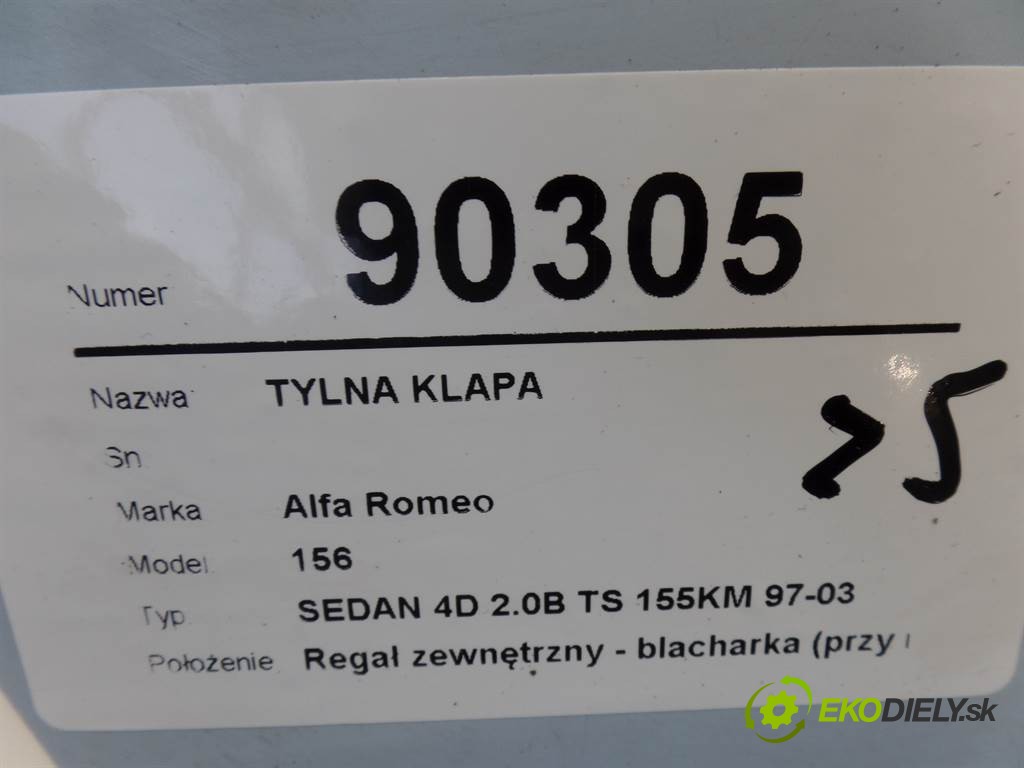 Numer 90305
Nazwa TYLNA KLAPA
Sn
25
Marka Alfa Romeo
Model 156
Typ SEDAN 4D 2.0B TS 155KM 97-03
Położenie Regał zewnętrzny - blacharka (przy
EKODIELY.sk